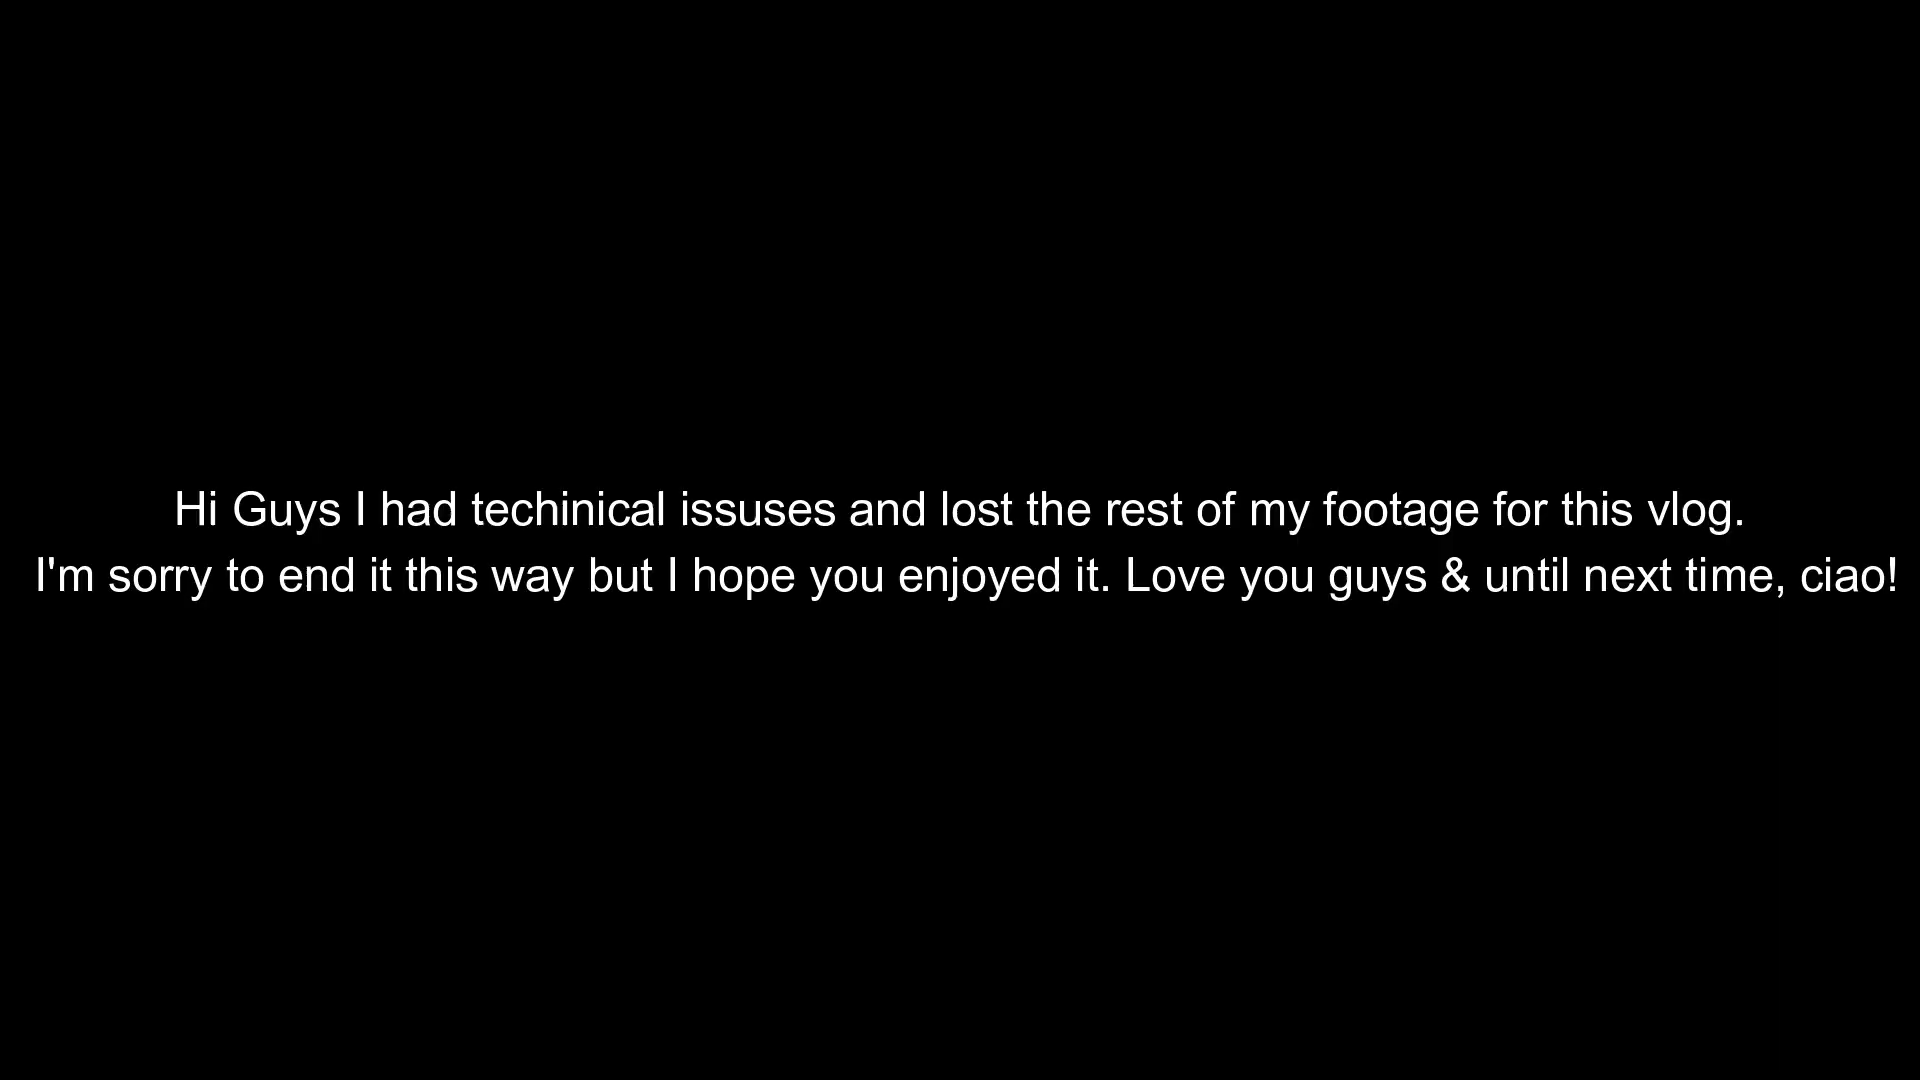 Hi Guys I had techinical issuses and lost the rest of my footage for this vlog.
I'm sorry to end it this way but I hope you enjoyed it. Love you guys & until next time, ciao!